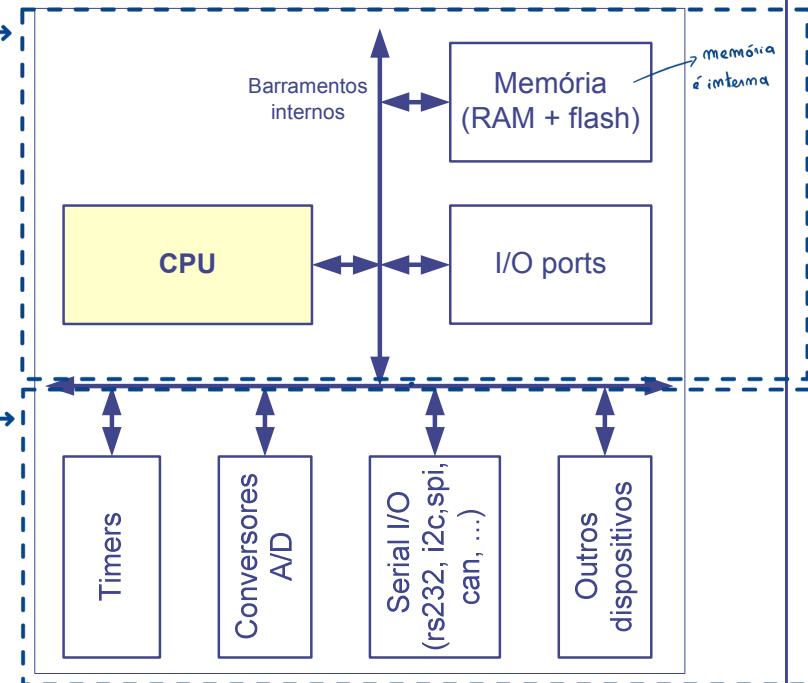 Barramentos
internos
Memória
(RAM + flash)
memória
é interna
CPU
I/O ports
Timers
Conversores
A/D
Serial I/O
(rs232, i2c,spi,
can, ...)
Outros
dispositivos